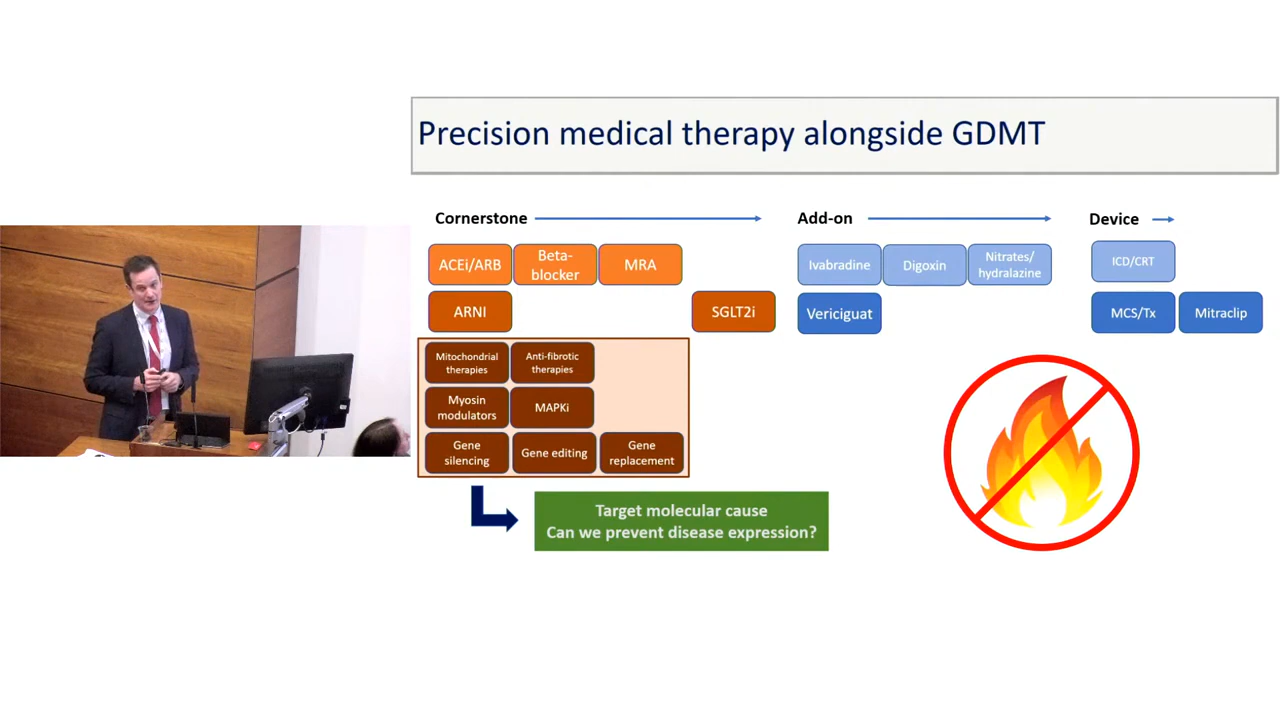 Precision medical therapy alongside GDMT
Cornerstone
Add-on
Device
ACEi/ARB
Beta-
blocker
MRA
Ivabradine
Digoxin
Nitrates/
hydralazine
ICD/CRT
ARNI
SGLT2i
Vericiguat
MCS/Tx
Mitraclip
Mitochondrial
therapies
Anti-fibrotic
therapies
Myosin
modulators
MAPKi
Gene
silencing
Gene editing
Gene
replacement
Target molecular cause
Can we prevent disease expression?